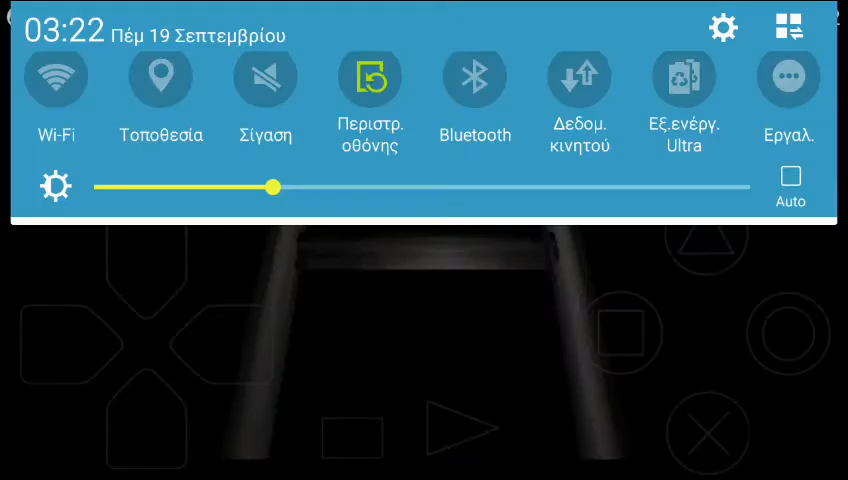 03:22 Πέμ 19 Σεπτεμβρίου
Wi-Fi
Τοποθεσία
Σίγαση
Περιστρ.
οθόνης
Bluetooth
Δεδομ.
κινητού
Εξ.ενέργ.
Ultra
Εργαλ.
Auto